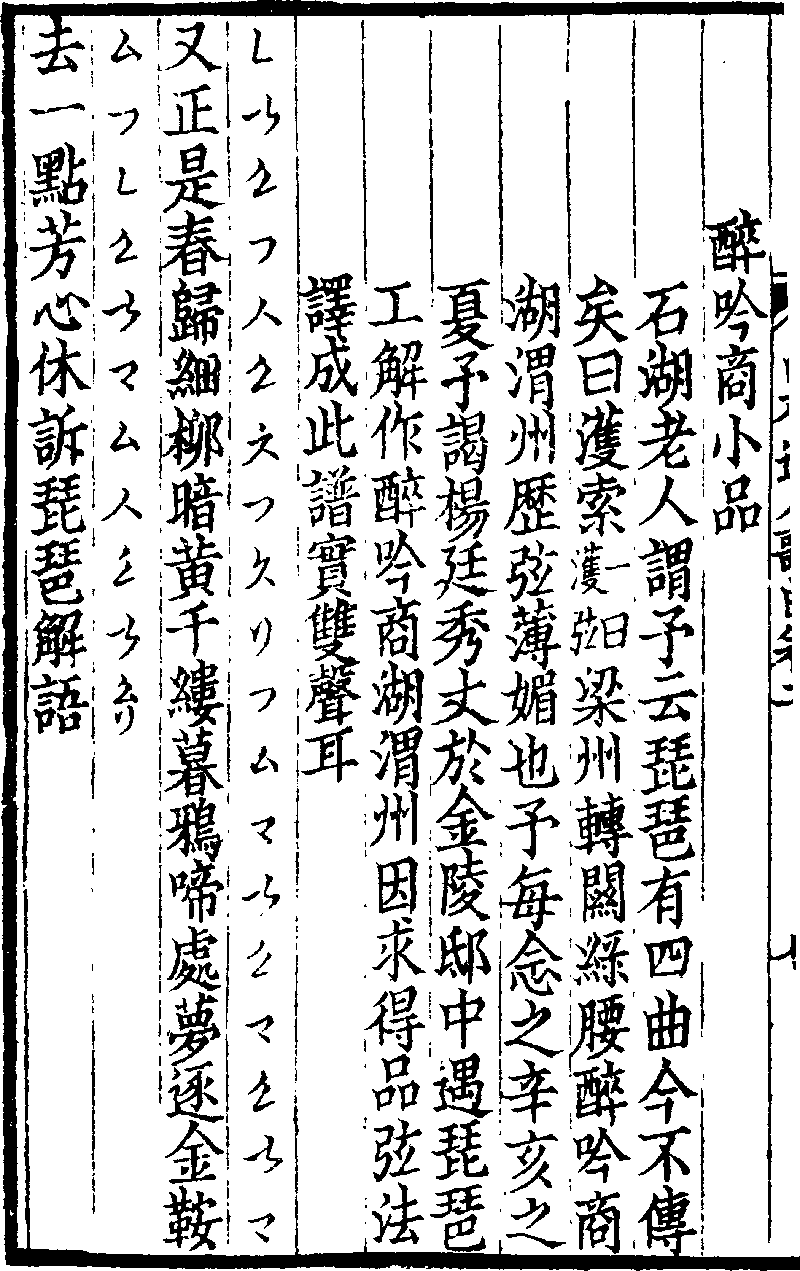 醉吟商小品
石湖老人謂予云琵琶有四曲今不傳
矣曰濩索一曰濩弦梁州轉關綠腰醉吟商
湖渭州歴弦薄媚也予每念之辛亥之
夏予謁楊廷秀丈於金陵邸中遇琵琶
工解作醉吟商湖渭州因求得品弦法
譯成此譜實雙聲耳
又正是春歸細柳暗黄千縷暮鴉啼處夢逐金鞍
去一點芳心休訴琵琶解語